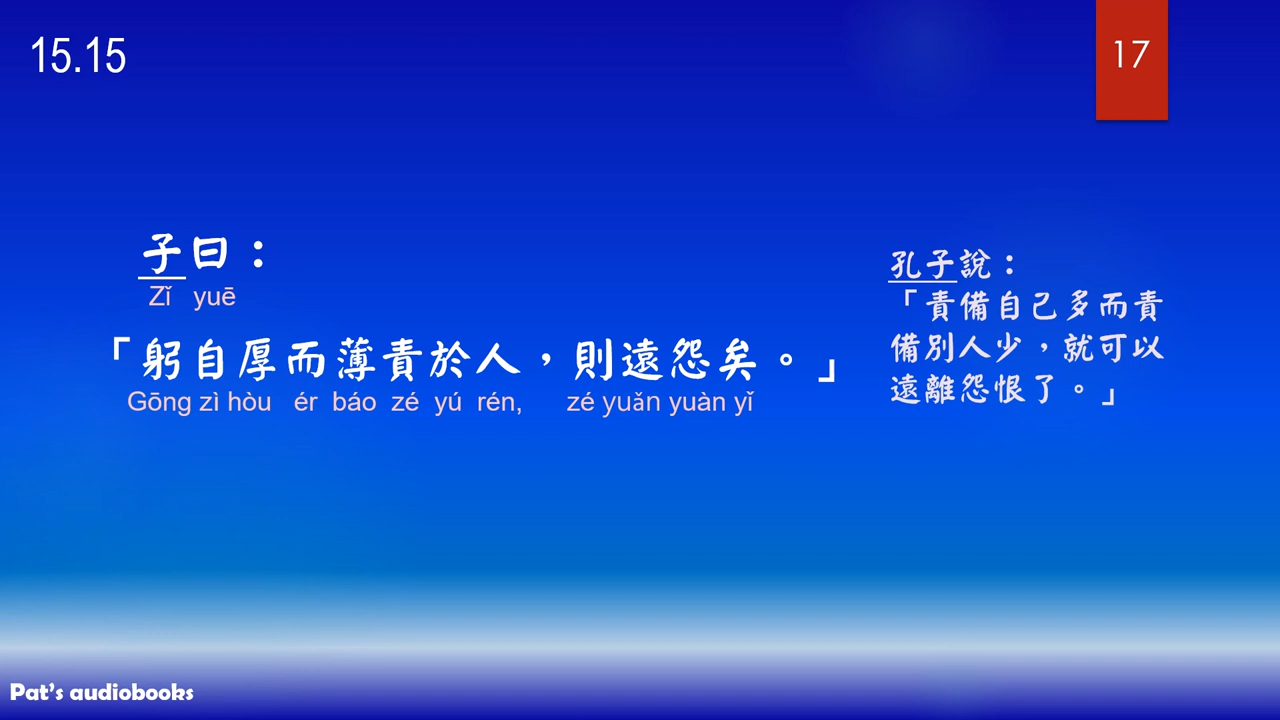 15.15
17
子曰：
Zǐ yuē
「躬自厚而薄責於人，則遠怨矣。」
Gōng zì hòu ér báo zé yú rén, zé yuǎn yuàn yǐ
孔子說：
「責備自己多而責
備別人少，就可以
遠離怨恨了。」
Pat's audiobooks